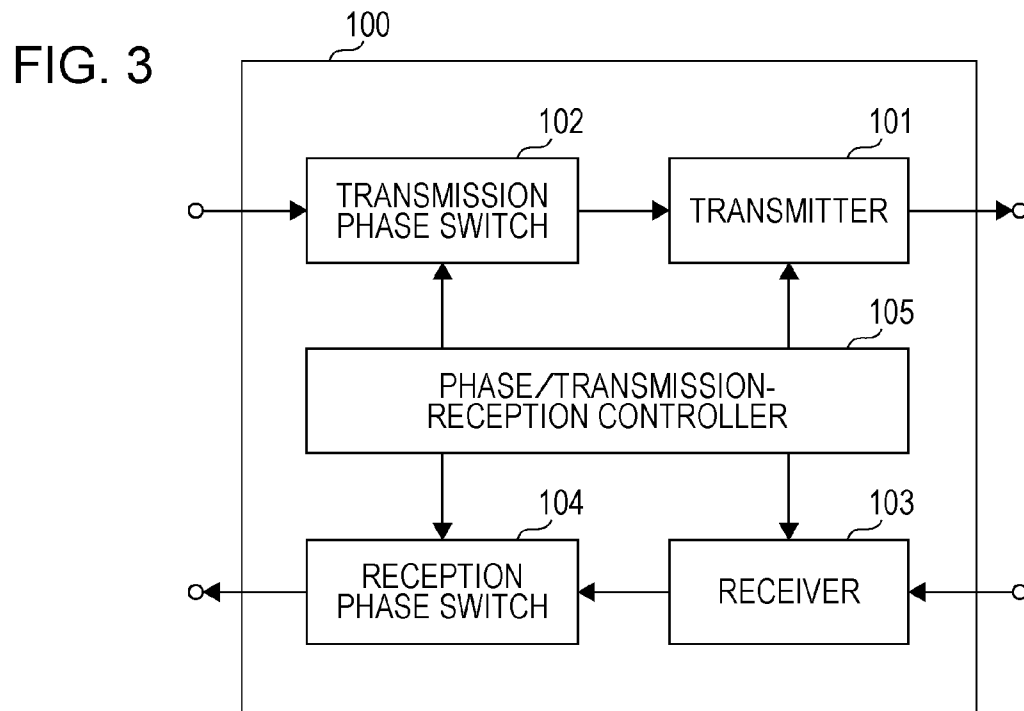 FIG. 3
100
102
101
TRANSMISSION
PHASE SWITCH
TRANSMITTER
105
PHASE/TRANSMISSION-
RECEPTION CONTROLLER
104
103
RECEPTION
PHASE SWITCH
RECEIVER